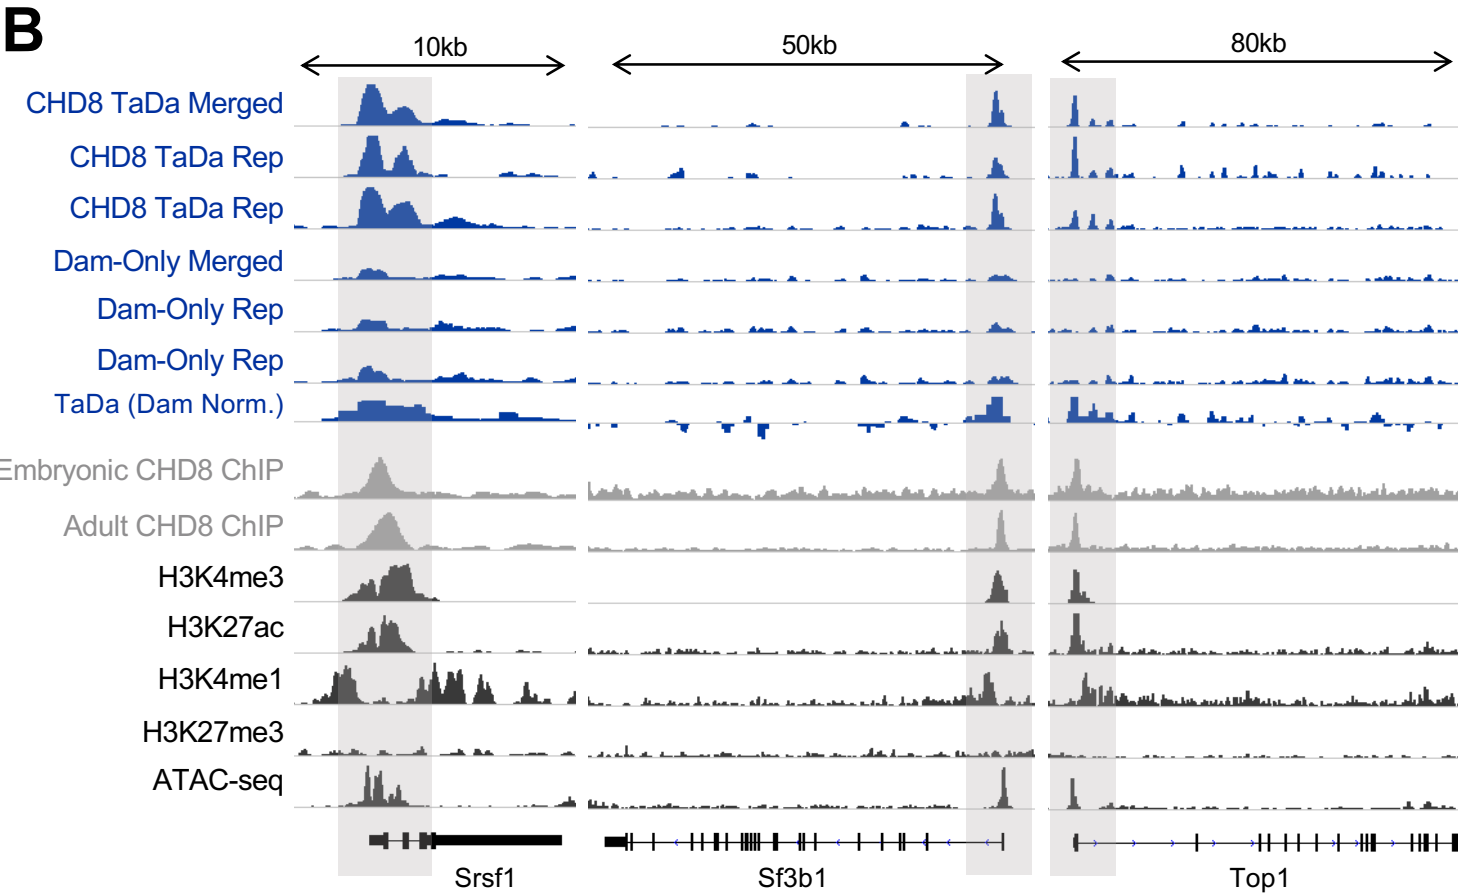 B
10kb
50kb
80kb
CHD8 TaDa Merged
CHD8 TaDa Rep
CHD8 TaDa Rep
Dam-Only Merged
Dam-Only Rep
Dam-Only Rep
TaDa (Dam Norm.)
Embryonic CHD8 ChIP
Adult CHD8 ChIP
H3K4me3
H3K27ac
H3K4me1
H3K27me3
ATAC-seq
Srsf1
Sf3b1
Top1